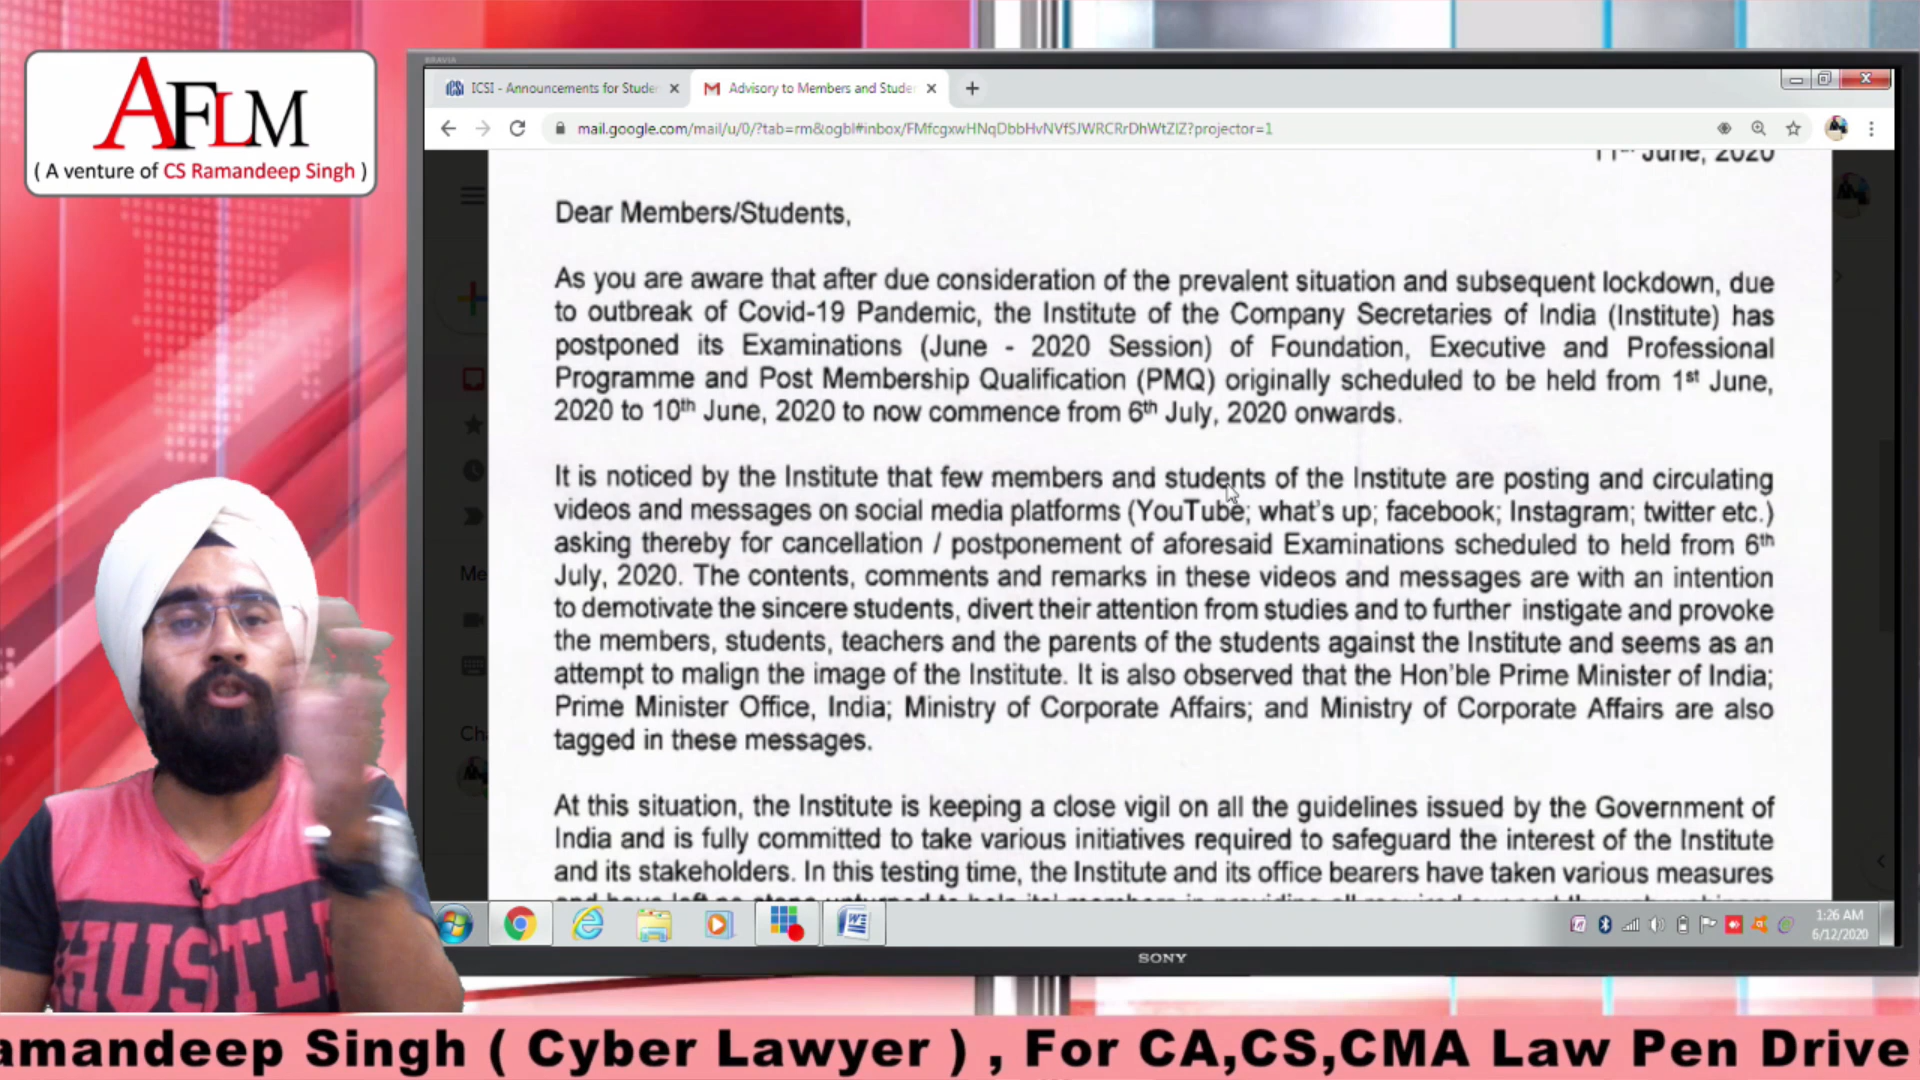 AFLM
( A venture of CS Ramandeep Singh )
BRAVIA
ICSI - Announcements for Studen
Advisory to Members and Studen
mail.google.com/mail/u/0/?tab=rm&ogbl#inbox/FMfcgxwHNqDbbHvNVfSJWRCRrDhWtZlZ?projector=1
11st June, 2020
Dear Members/Students,
As you are aware that after due consideration of the prevalent situation and subsequent lockdown, due
to outbreak of Covid-19 Pandemic, the Institute of the Company Secretaries of India (Institute) has
postponed its Examinations (June - 2020 Session) of Foundation, Executive and Professional
Programme and Post Membership Qualification (PMQ) originally scheduled to be held from 1st June,
2020 to 10th June, 2020 to now commence from 6th July, 2020 onwards.
It is noticed by the Institute that few members and students of the Institute are posting and circulating
videos and messages on social media platforms (YouTube; what's up; facebook; Instagram; twitter etc.)
asking thereby for cancellation / postponement of aforesaid Examinations scheduled to held from 6th
July, 2020. The contents, comments and remarks in these videos and messages are with an intention
to demotivate the sincere students, divert their attention from studies and to further instigate and provoke
the members, students, teachers and the parents of the students against the Institute and seems as an
attempt to malign the image of the Institute. It is also observed that the Hon'ble Prime Minister of India;
Prime Minister Office, India; Ministry of Corporate Affairs; and Ministry of Corporate Affairs are also
tagged in these messages.
At this situation, the Institute is keeping a close vigil on all the guidelines issued by the Government of
India and is fully committed to take various initiatives required to safeguard the interest of the Institute
and its stakeholders. In this testing time, the Institute and its office bearers have taken various measures
Me
Ch
1:26 AM
6/12/2020
SONY
HUSTL
amandeep Singh ( Cyber Lawyer ) , For CA,CS,CMA Law Pen Drive